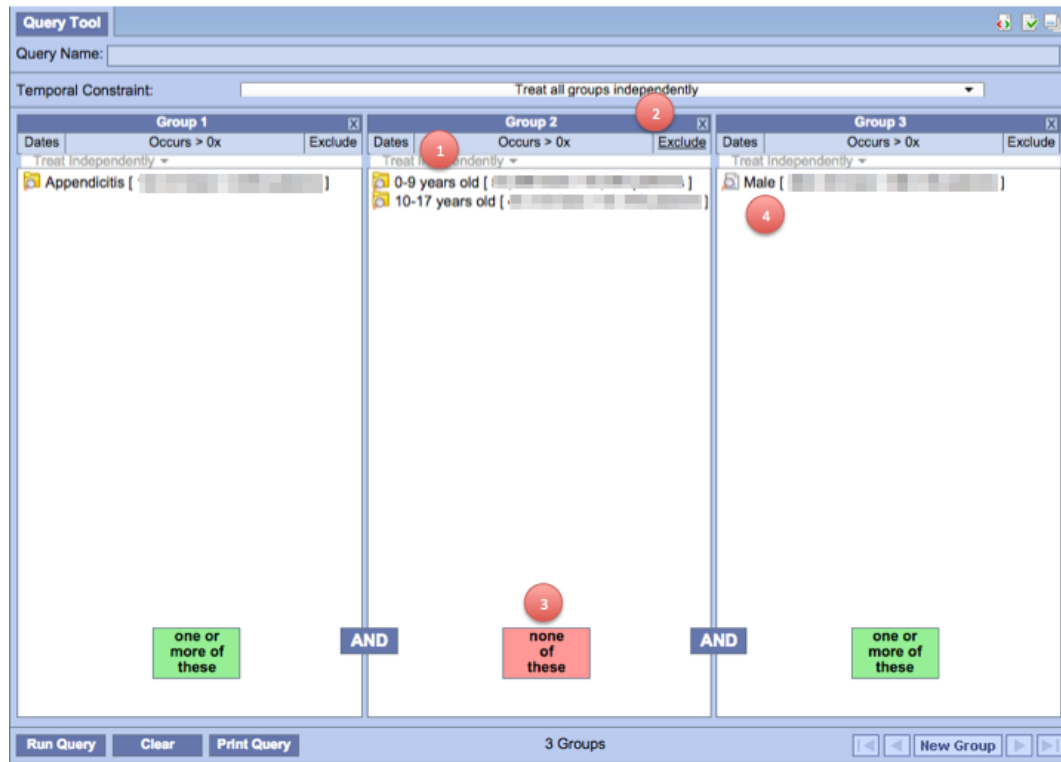 Query Tool
Query Name:
Temporal Constraint: Treat all groups independently
Group 1 Group 2 2 Group 3
Dates Occurs > 0x Exclude Dates 1 Occurs > 0x Exclude Dates Occurs > 0x Exclude
Treat Independently Treat Independently Treat Independently
Appendicitis [ ] 0-9 years old [ ] Male [ ]
10-17 years old [ ] 4
3
one or more of these AND none of these AND one or more of these
Run Query Clear Print Query 3 Groups New Group